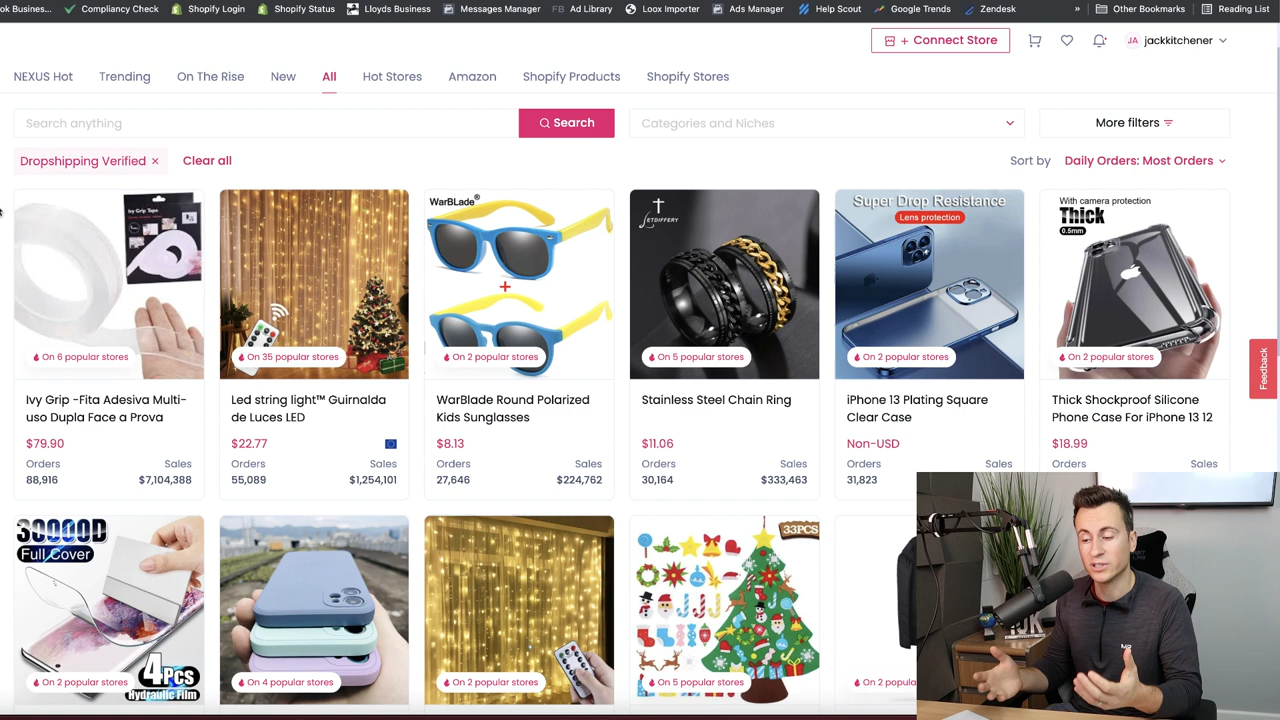 ok Busines...
Compliancy Check
Shopify Login
Shopify Status
Lloyds Business
Messages Manager
FB Ad Library
Loox Importer
Ads Manager
Help Scout
Google Trends
Zendesk
»
Other Bookmarks
Reading List
+ Connect Store
JA jackkitchener
NEXUS Hot
Trending
On The Rise
New
All
Hot Stores
Amazon
Shopify Products
Shopify Stores
Search anything
Search
Categories and Niches
More filters
Dropshipping Verified ×
Clear all
Sort by Daily Orders: Most Orders
Ivy Grip Tape
On 6 popular stores
Ivy Grip -Fita Adesiva Multi-
uso Dupla Face a Prova
$79.90
Orders Sales
88,916 $7,104,388
On 35 popular stores
Led string light™ Guirnalda
de Luces LED
$22.77
Orders Sales
55,089 $1,254,101
WarBLade®
+
On 2 popular stores
WarBlade Round Polarized
Kids Sunglasses
$8.13
Orders Sales
27,646 $224,762
LETDIFFERY
On 5 popular stores
Stainless Steel Chain Ring
$11.06
Orders Sales
30,164 $333,463
Super Drop Resistance
Lens protection
On 2 popular stores
iPhone 13 Plating Square
Clear Case
Non-USD
Orders Sales
31,823
With camera protection
Thick
0.5mm
On 2 popular stores
Thick Shockproof Silicone
Phone Case For iPhone 13 12
$18.99
Orders Sales
Feedback
30000D
Full Cover
4Pcs
Hydraulic Film
On 2 popular stores
On 4 popular stores
On 2 popular stores
33PCS
On 5 popular stores
On 2 popula
10K